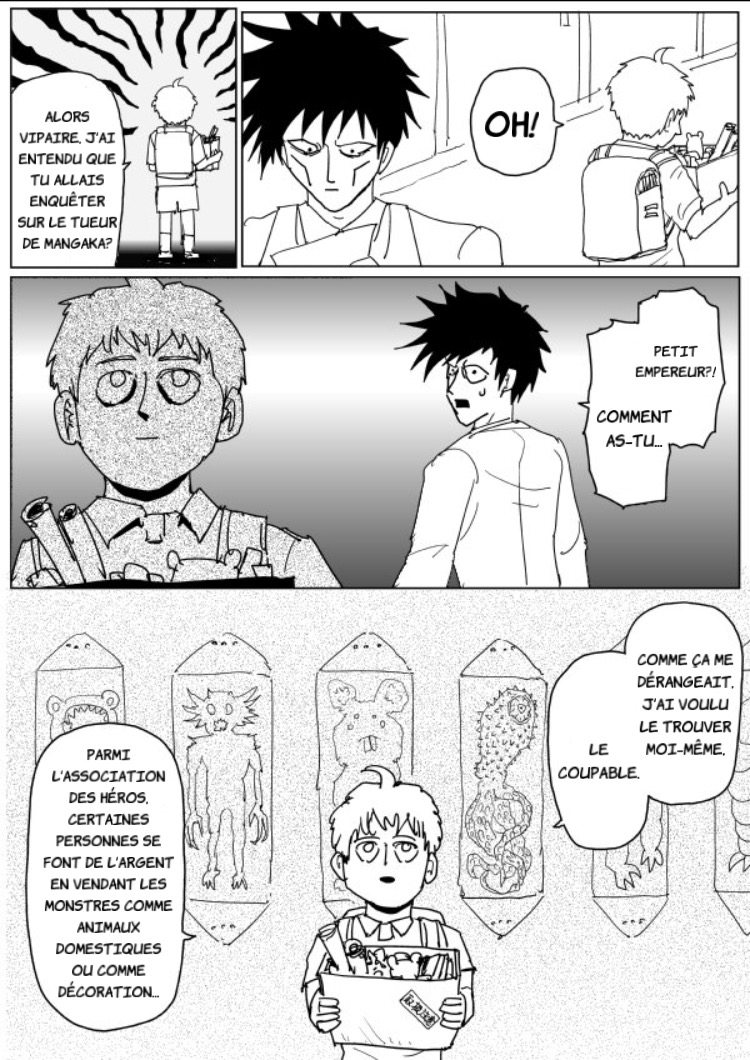 ALORS
VIPAIRE, J'AI
ENTENDU QUE
TU ALLAIS
ENQUÊTER
SUR LE TUEUR
DE MANGAKA?
OH!
PETIT
EMPEREUR?!
COMMENT
AS-TU...
COMME ÇA ME
DÉRANGEAIT,
J'AI VOULU
LE TROUVER
MOI-MÊME,
LE
COUPABLE.
PARMI
L'ASSOCIATION
DES HÉROS,
CERTAINES
PERSONNES SE
FONT DE L'ARGENT
EN VENDANT LES
MONSTRES COMME
ANIMAUX
DOMESTIQUES
OU COMME
DÉCORATION...